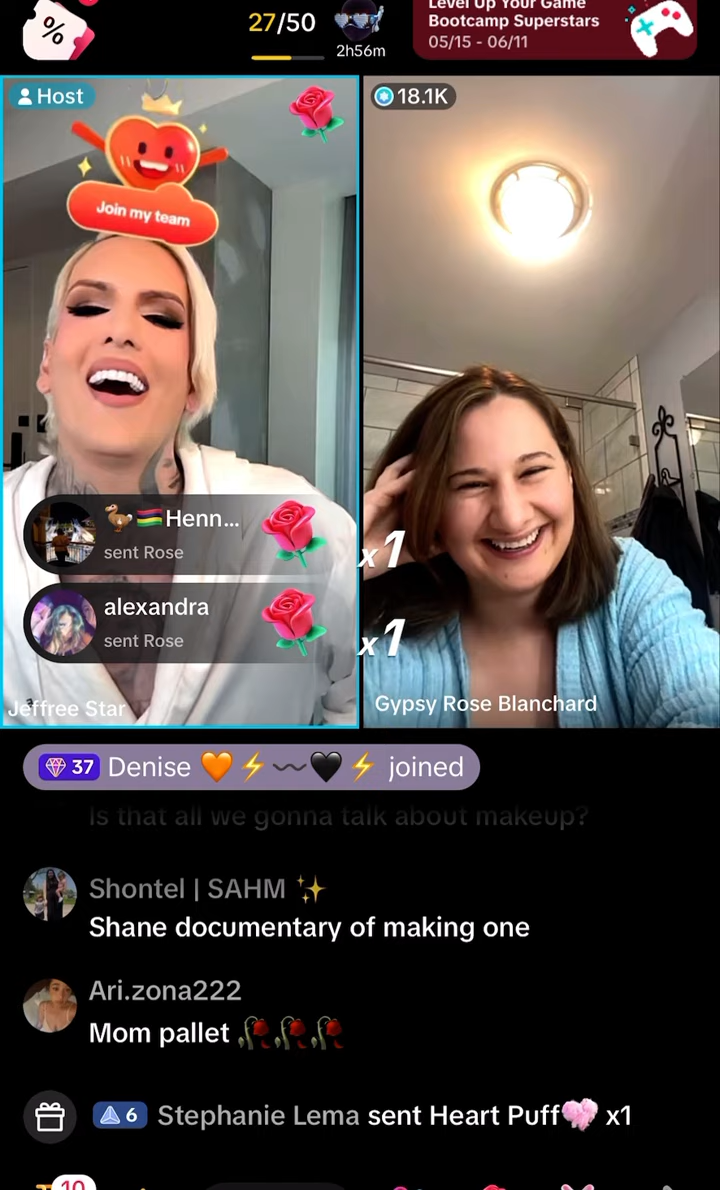 %
27/50
2h56m
Level Up Your Game
Bootcamp Superstars
05/15 - 06/11
Host
Join my team
18.1K
Henn...
sent Rose
x1
alexandra
sent Rose
x1
Jeffree Star
Gypsy Rose Blanchard
37 Denise 🧡⚡〰️🖤⚡ joined
Is that all we gonna talk about makeup?
Shontel | SAHM ✨
Shane documentary of making one
Ari.zona222
Mom pallet 🥀🥀🥀
6 Stephanie Lema sent Heart Puff x1
10